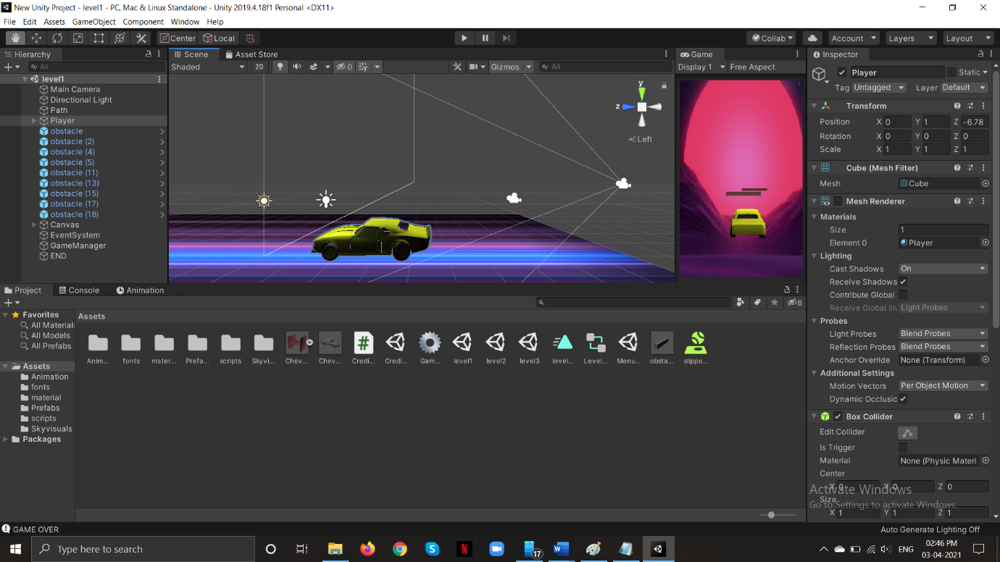 New Unity Project - level1 - PC, Mac & Linux Standalone - Unity 2019.4.18f1 Personal <DX11>
File Edit Assets GameObject Component Window Help
Center Local Collab Account Layers Layout
Hierarchy
All
level1
Main Camera
Directional Light
Path
Player
obstacle
obstacle (2)
obstacle (4)
obstacle (5)
obstacle (11)
obstacle (13)
obstacle (15)
obstacle (17)
obstacle (18)
Canvas
EventSystem
GameManager
END
Scene Asset Store
Shaded 2D 0 Gizmos All
y
z
Left
Game
Display 1 Free Aspect
Inspector
Player Static
Tag Untagged Layer Default
Transform
Position X 0 Y 1 Z -6.78
Rotation X 0 Y 0 Z 0
Scale X 1 Y 1 Z 1
Cube (Mesh Filter)
Mesh Cube
Mesh Renderer
Materials
Size 1
Element 0 Player
Lighting
Cast Shadows On
Receive Shadows
Contribute Global
Receive Global Illu Light Probes
Probes
Light Probes Blend Probes
Reflection Probes Blend Probes
Anchor Override None (Transform)
Additional Settings
Motion Vectors Per Object Motion
Dynamic Occlusic
Box Collider
Edit Collider
Is Trigger
Material None (Physic Materi
Center
X 0 Y 0 Z 0
Size
X 1 Y 1 Z 1
Activate Windows
Go to Settings to activate Windows.
Project Console Animation
8
Favorites
All Materials
All Models
All Prefabs
Assets
Animation
fonts
material
Prefabs
scripts
Skyvisuals
Packages
Assets
Anim... fonts mater... Prefa... scripts Skyvi... Chev... Chev... Credi... Credi... Gam... level1 level2 level3 level... Level... Menu... obsta... slippe...
GAME OVER
Auto Generate Lighting Off
Type here to search
17
ENG
02:46 PM
03-04-2021